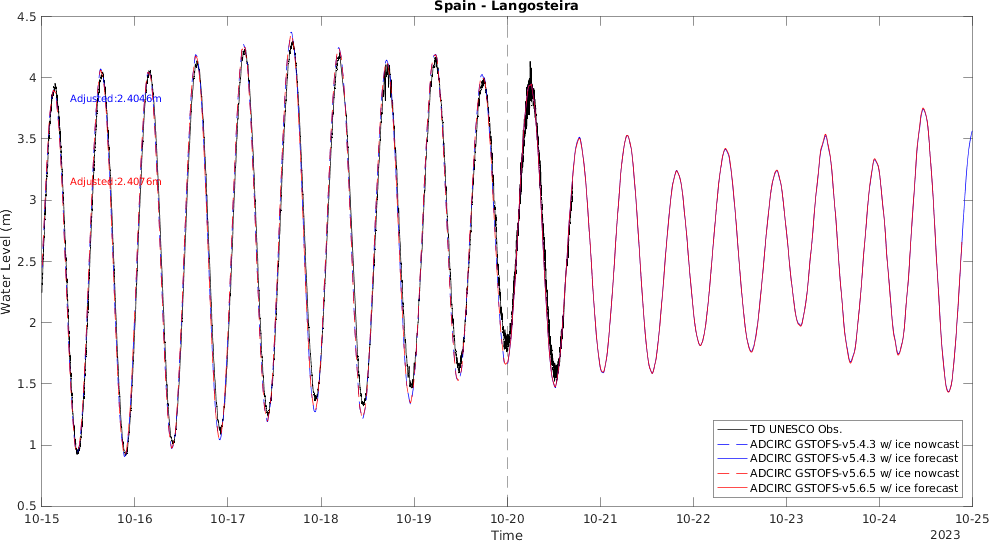 Spain - Langosteira
4.5
4
3.5
3
2.5
2
1.5
1
0.5
Water Level (m)
Adjusted:2.4046m
Adjusted:2.4076m
TD UNESCO Obs.
ADCIRC GSTOFS-v5.4.3 w/ ice nowcast
ADCIRC GSTOFS-v5.4.3 w/ ice forecast
ADCIRC GSTOFS-v5.6.5 w/ ice nowcast
ADCIRC GSTOFS-v5.6.5 w/ ice forecast
10-15 10-16 10-17 10-18 10-19 10-20 10-21 10-22 10-23 10-24 10-25
Time
2023